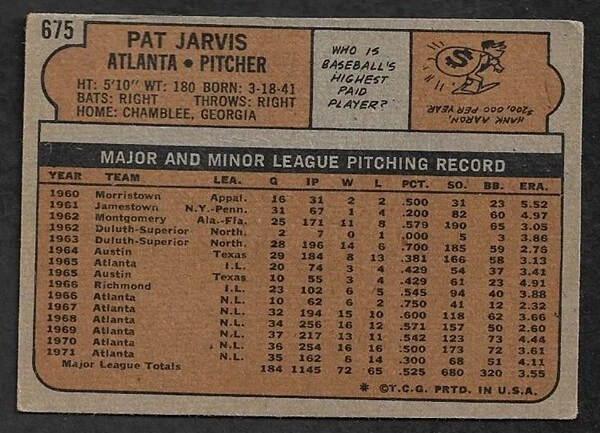 675
PAT JARVIS
ATLANTA • PITCHER
HT: 5'10" WT: 180 BORN: 3-18-41
BATS: RIGHT THROWS: RIGHT
HOME: CHAMBLEE, GEORGIA
WHO IS
BASEBALL'S
HIGHEST
PAID
PLAYER?
$
HANK AARON,
$200,000 PER YEAR
MAJOR AND MINOR LEAGUE PITCHING RECORD
YEAR TEAM LEA. G IP W L PCT. SO. BB. ERA.
1960 Morristown Appal. 16 31 2 2 .500 31 23 5.52
1961 Jamestown N.Y.-Penn. 31 67 1 4 .200 82 60 4.97
1962 Montgomery Ala.-Fla. 25 171 11 8 .579 190 65 3.05
1962 Duluth-Superior North. 2 7 0 1 .000 5 3 3.86
1963 Duluth-Superior North. 28 196 14 6 .700 185 59 2.76
1964 Austin Texas 29 184 8 13 .381 166 58 3.13
1965 Atlanta I.L. 20 74 3 4 .429 54 37 3.41
1965 Austin Texas 10 55 3 4 .429 61 23 4.91
1966 Richmond I.L. 23 102 6 5 .545 94 40 3.88
1966 Atlanta N.L. 10 62 6 2 .750 41 12 2.32
1967 Atlanta N.L. 32 194 15 10 .600 118 62 3.66
1968 Atlanta N.L. 34 256 16 12 .571 157 50 2.60
1969 Atlanta N.L. 37 217 13 11 .542 123 73 4.44
1970 Atlanta N.L. 36 254 16 16 .500 173 72 3.61
1971 Atlanta N.L. 35 162 6 14 .300 68 51 4.11
Major League Totals 184 1145 72 65 .525 680 320 3.55
* ©T.C.G. PRTD. IN U.S.A.